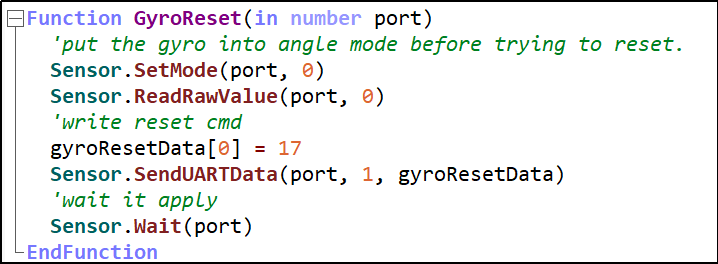 Function GyroReset(in number port)
'put the gyro into angle mode before trying to reset.
Sensor.SetMode(port, 0)
Sensor.ReadRawValue(port, 0)
'write reset cmd
gyroResetData[0] = 17
Sensor.SendUARTData(port, 1, gyroResetData)
'wait it apply
Sensor.Wait(port)
EndFunction